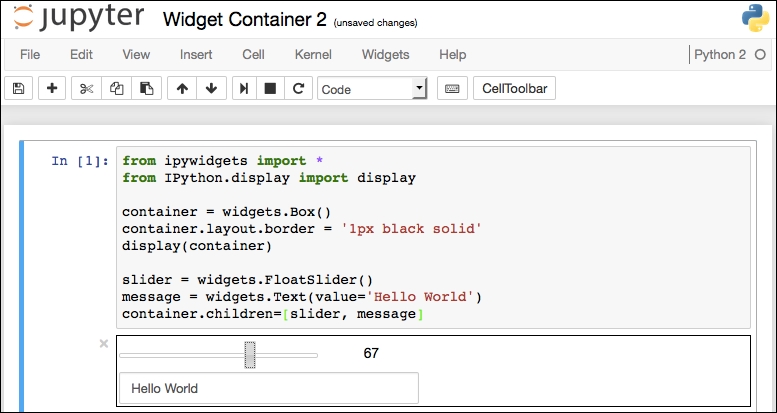 jupyter Widget Container 2 (unsaved changes)
File Edit View Insert Cell Kernel Widgets Help Python 2
Code CellToolbar
In [1]: from ipywidgets import *
from IPython.display import display
container = widgets.Box()
container.layout.border = '1px black solid'
display(container)
slider = widgets.FloatSlider()
message = widgets.Text(value='Hello World')
container.children=[slider, message]
67
Hello World